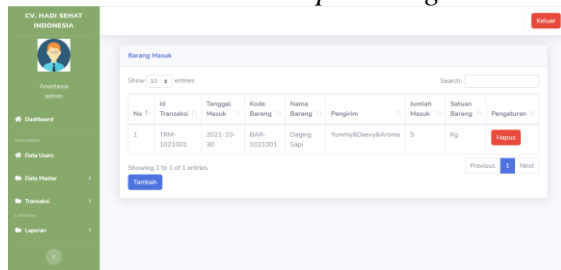 CV. HADI SEHAT
INDONESIA
Keluar
Anastasia
admin
Dashboard
Data Users
Data Master
Transaksi
LAPORAN
Laporan
Barang Masuk
Show 10 entries
Search:
No
Id Transaksi
Tanggal Masuk
Kode Barang
Nama Barang
Pengirim
Jumlah Masuk
Satuan Barang
Pengaturan
1
TRM-1021001
2021-10-30
BAR-1021001
Daging Sapi
Yummy&Daevy&Aroma
5
Kg
Hapus
Showing 1 to 1 of 1 entries
Previous 1 Next
Tambah